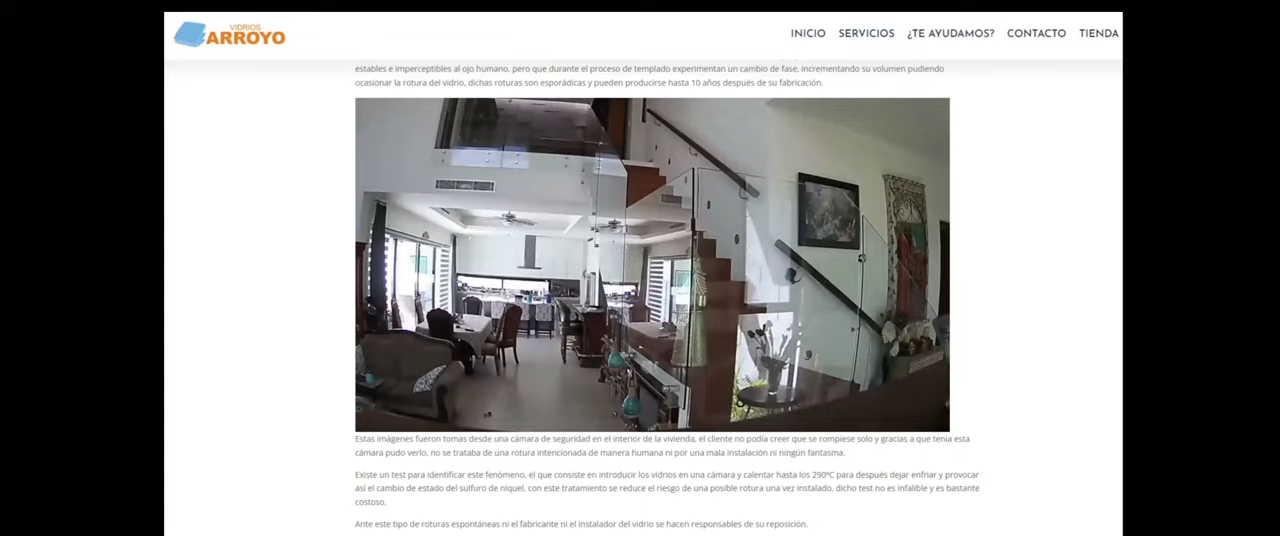 VIDRIOS
ARROYO
INICIO SERVICIOS ¿TE AYUDAMOS? CONTACTO TIENDA
estables e imperceptibles al ojo humano, pero que durante el proceso de templado experimentan un cambio de fase, incrementando su volumen pudiendo
ocasionar la rotura del vidrio, dichas roturas son esporádicas y pueden producirse hasta 10 años después de su fabricación.
Estas imágenes fueron tomas desde una cámara de seguridad en el interior de la vivienda, el cliente no podía creer que se rompiese solo y gracias a que tenia esta
cámara pudo verlo, no se trataba de una rotura intencionada de manera humana ni por una mala instalación ni ningún fantasma.
Existe un test para identificar este fenómeno, el que consiste en introducir los vidrios en una cámara y calentar hasta los 290ºC para después dejar enfriar y provocar
así el cambio de estado del sulfuro de níquel, con este tratamiento se reduce el riesgo de una posible rotura una vez instalado, dicho test no es infalible y es bastante
costoso.
Ante este tipo de roturas espontáneas ni el fabricante ni el instalador del vidrio se hacen responsables de su reposición.